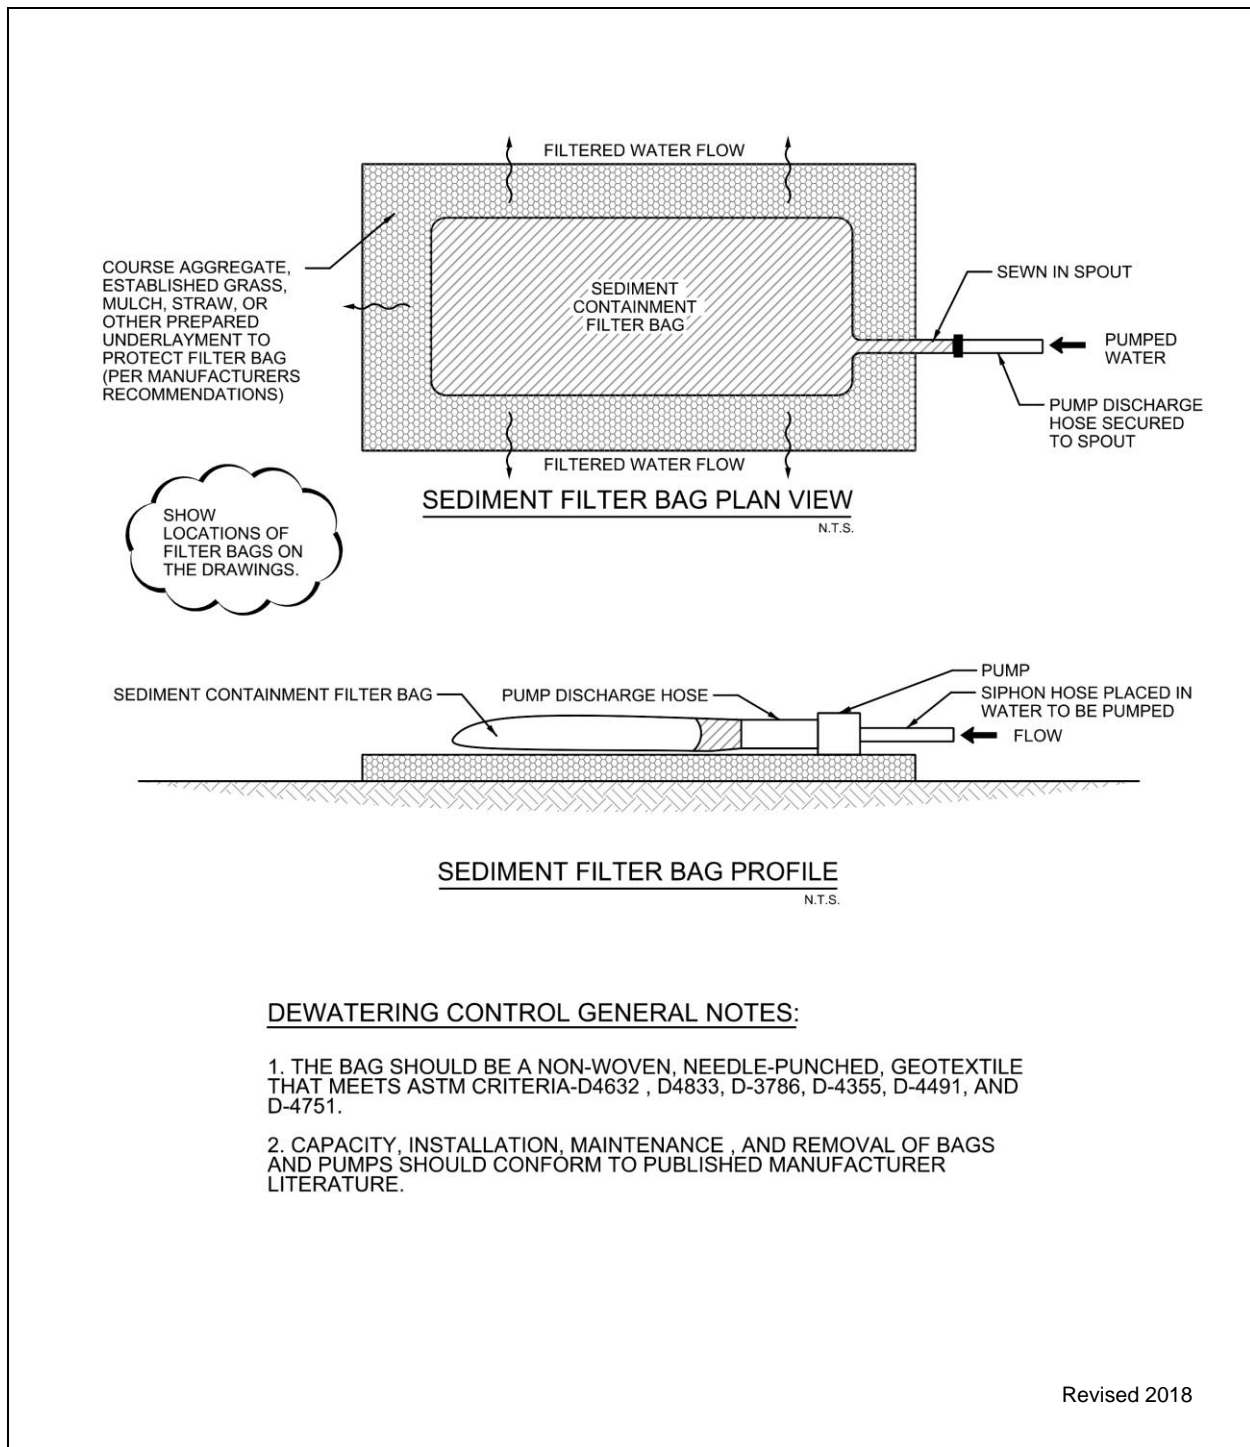 FILTERED WATER FLOW
COURSE AGGREGATE,
ESTABLISHED GRASS,
MULCH, STRAW, OR
OTHER PREPARED
UNDERLAYMENT TO
PROTECT FILTER BAG
(PER MANUFACTURERS
RECOMMENDATIONS)
SEDIMENT
CONTAINMENT
FILTER BAG
SEWN IN SPOUT
PUMPED
WATER
PUMP DISCHARGE
HOSE SECURED
TO SPOUT
FILTERED WATER FLOW
SEDIMENT FILTER BAG PLAN VIEW
N.T.S.
SHOW
LOCATIONS OF
FILTER BAGS ON
THE DRAWINGS.
SEDIMENT CONTAINMENT FILTER BAG
PUMP DISCHARGE HOSE
PUMP
SIPHON HOSE PLACED IN
WATER TO BE PUMPED
FLOW
SEDIMENT FILTER BAG PROFILE
N.T.S.
DEWATERING CONTROL GENERAL NOTES:
1. THE BAG SHOULD BE A NON-WOVEN, NEEDLE-PUNCHED, GEOTEXTILE
THAT MEETS ASTM CRITERIA-D4632 , D4833, D-3786, D-4355, D-4491, AND
D-4751.
2. CAPACITY, INSTALLATION, MAINTENANCE , AND REMOVAL OF BAGS
AND PUMPS SHOULD CONFORM TO PUBLISHED MANUFACTURER
LITERATURE.
Revised 2018